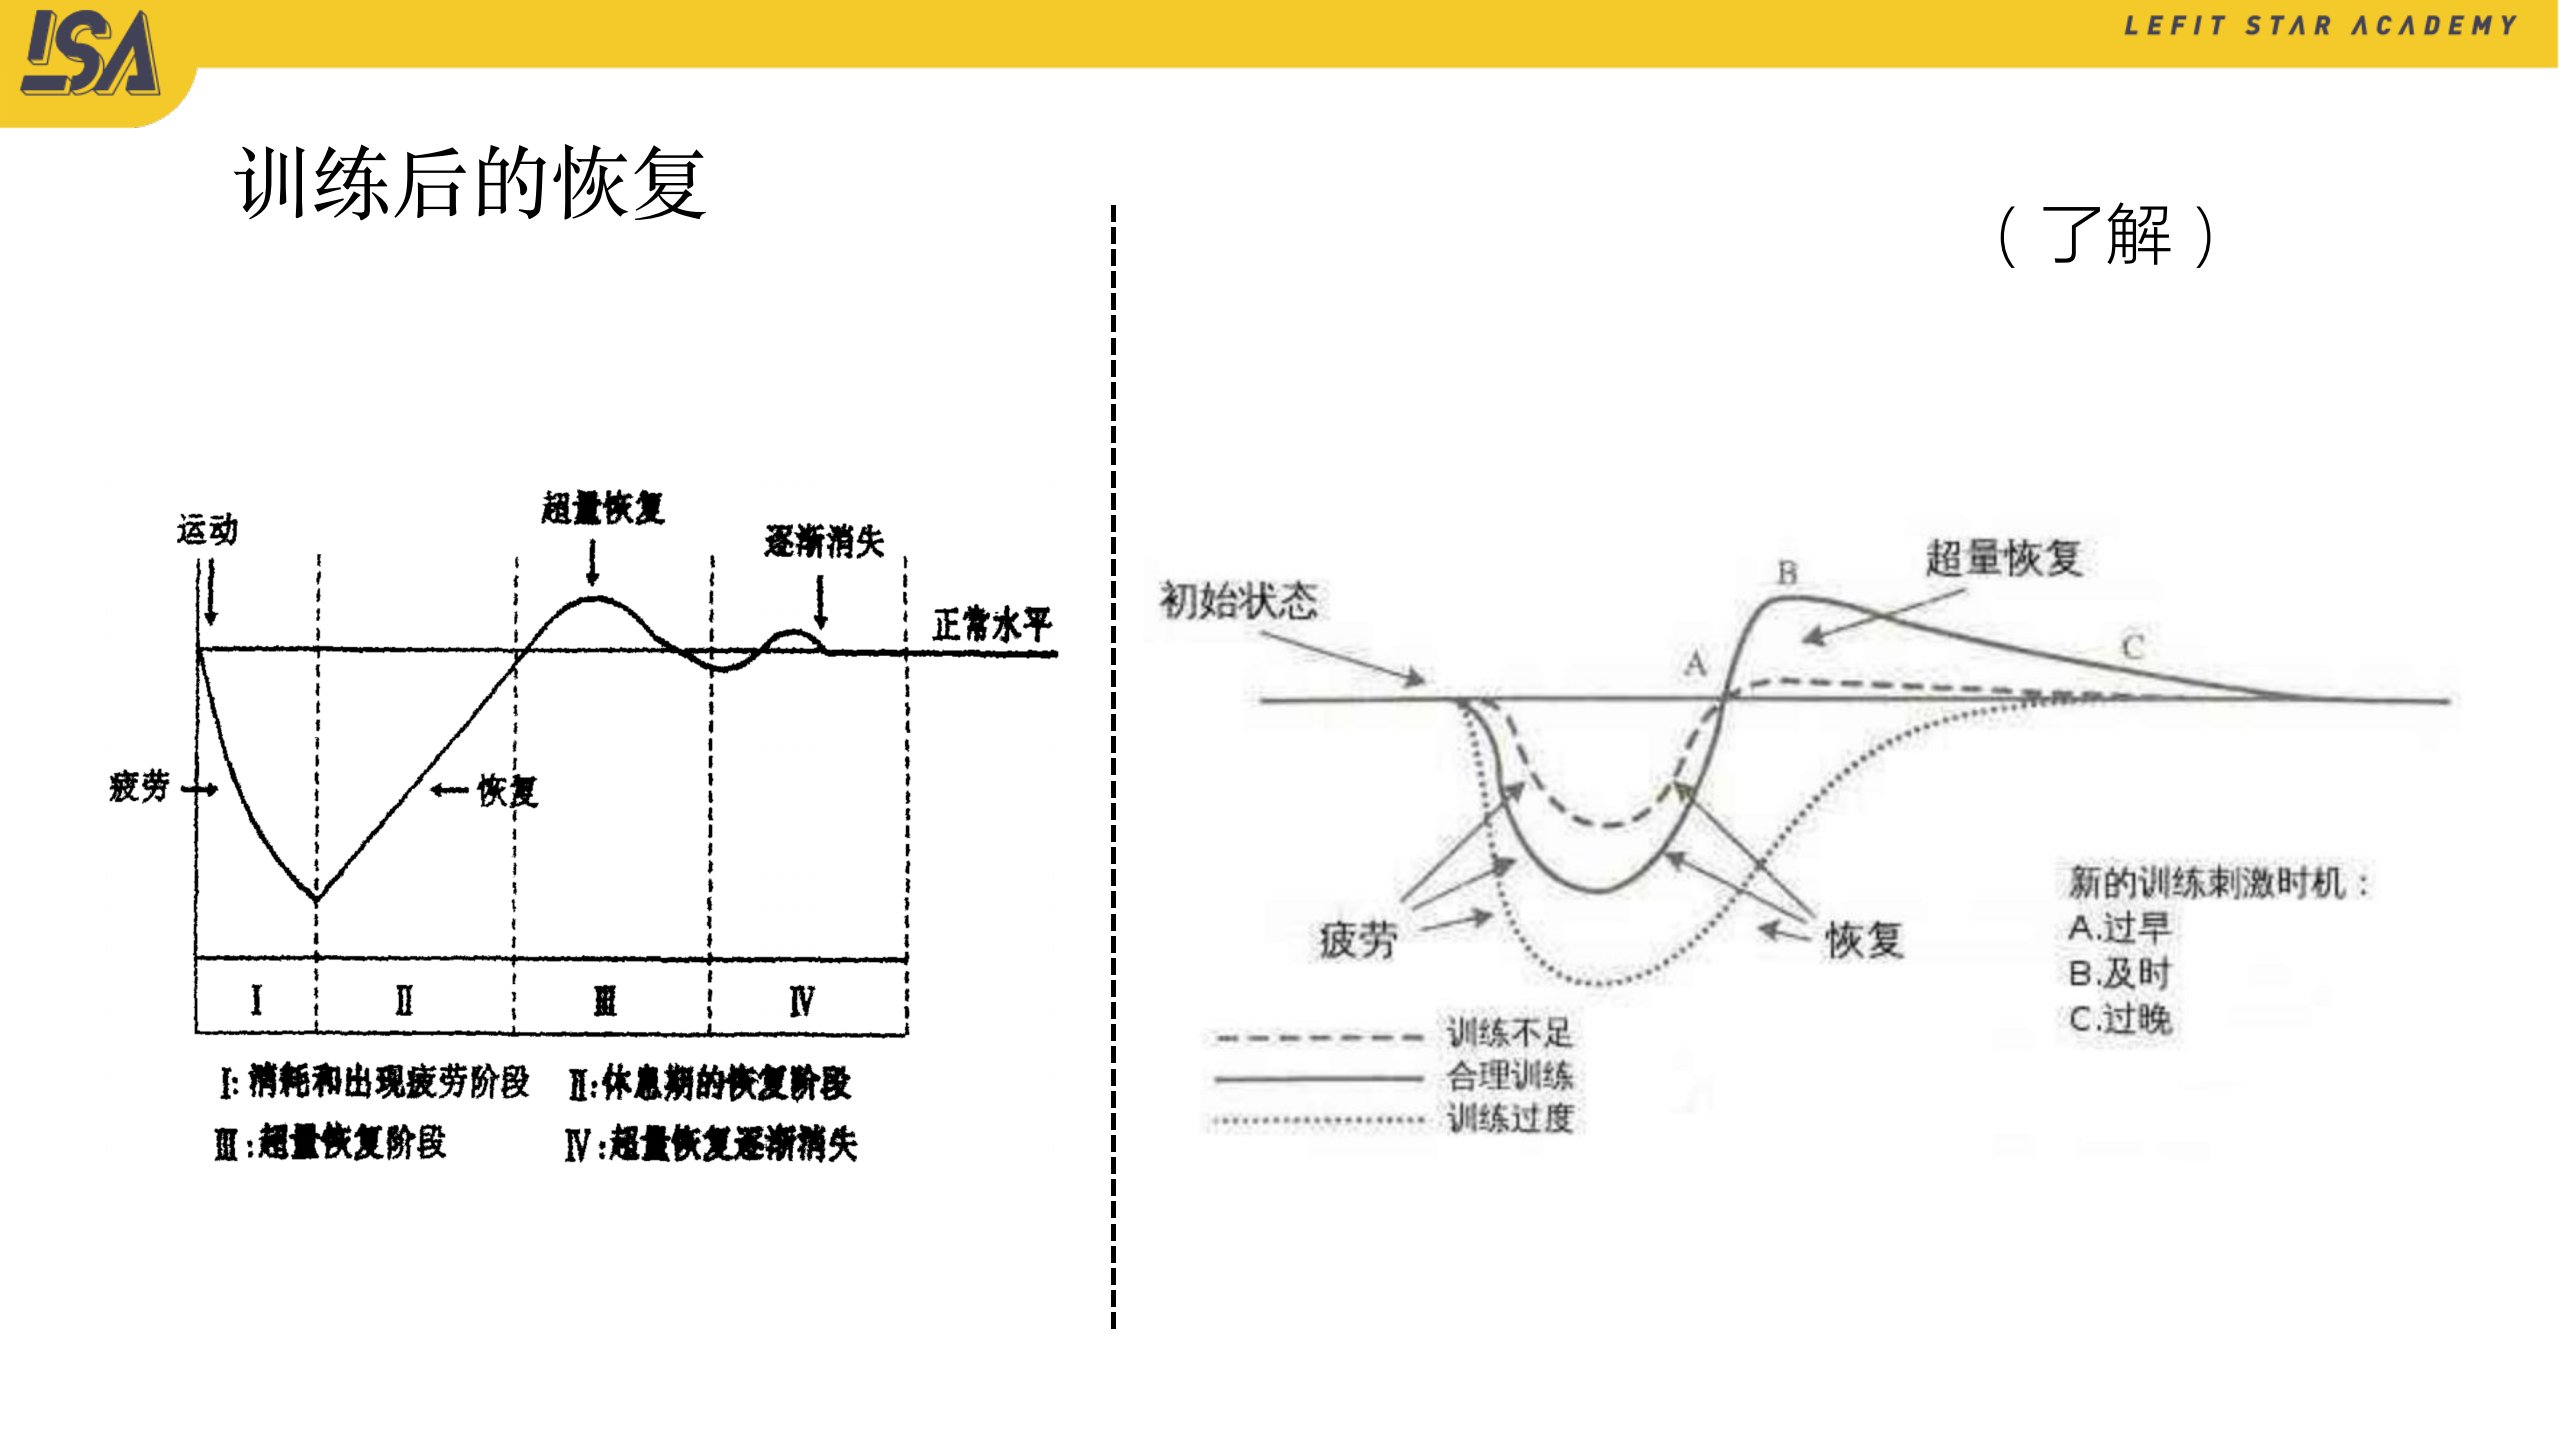 LSA
LEFIT STAR ACADEMY
训练后的恢复
（了解）
运动
超量恢复
逐渐消失
正常水平
疲劳
恢复
I
II
III
IV
I: 消耗和出现疲劳阶段
II:休息期的恢复阶段
III:超量恢复阶段
IV:超量恢复逐渐消失
初始状态
B
超量恢复
A
C
疲劳
恢复
新的训练刺激时机：
A.过早
B.及时
C.过晚
训练不足
合理训练
训练过度